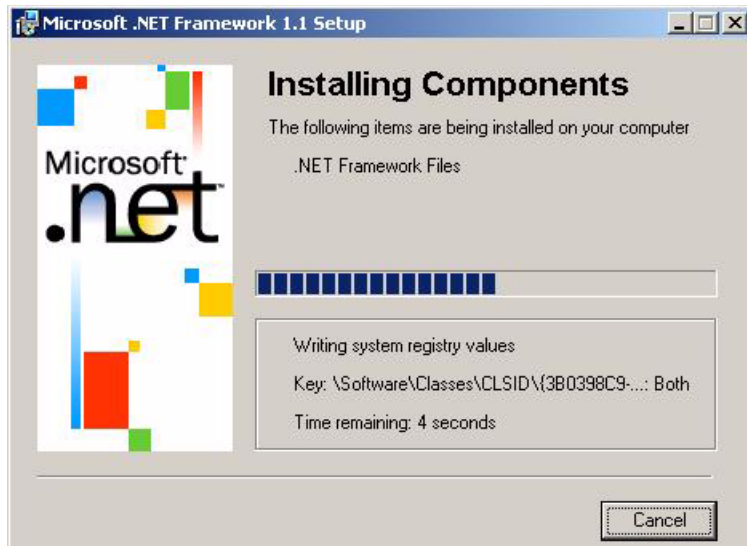 Microsoft .NET Framework 1.1 Setup
Microsoft
.net
Installing Components
The following items are being installed on your computer
.NET Framework Files
Writing system registry values
Key: \Software\Classes\CLSID\{3B0398C9-...: Both
Time remaining: 4 seconds
Cancel